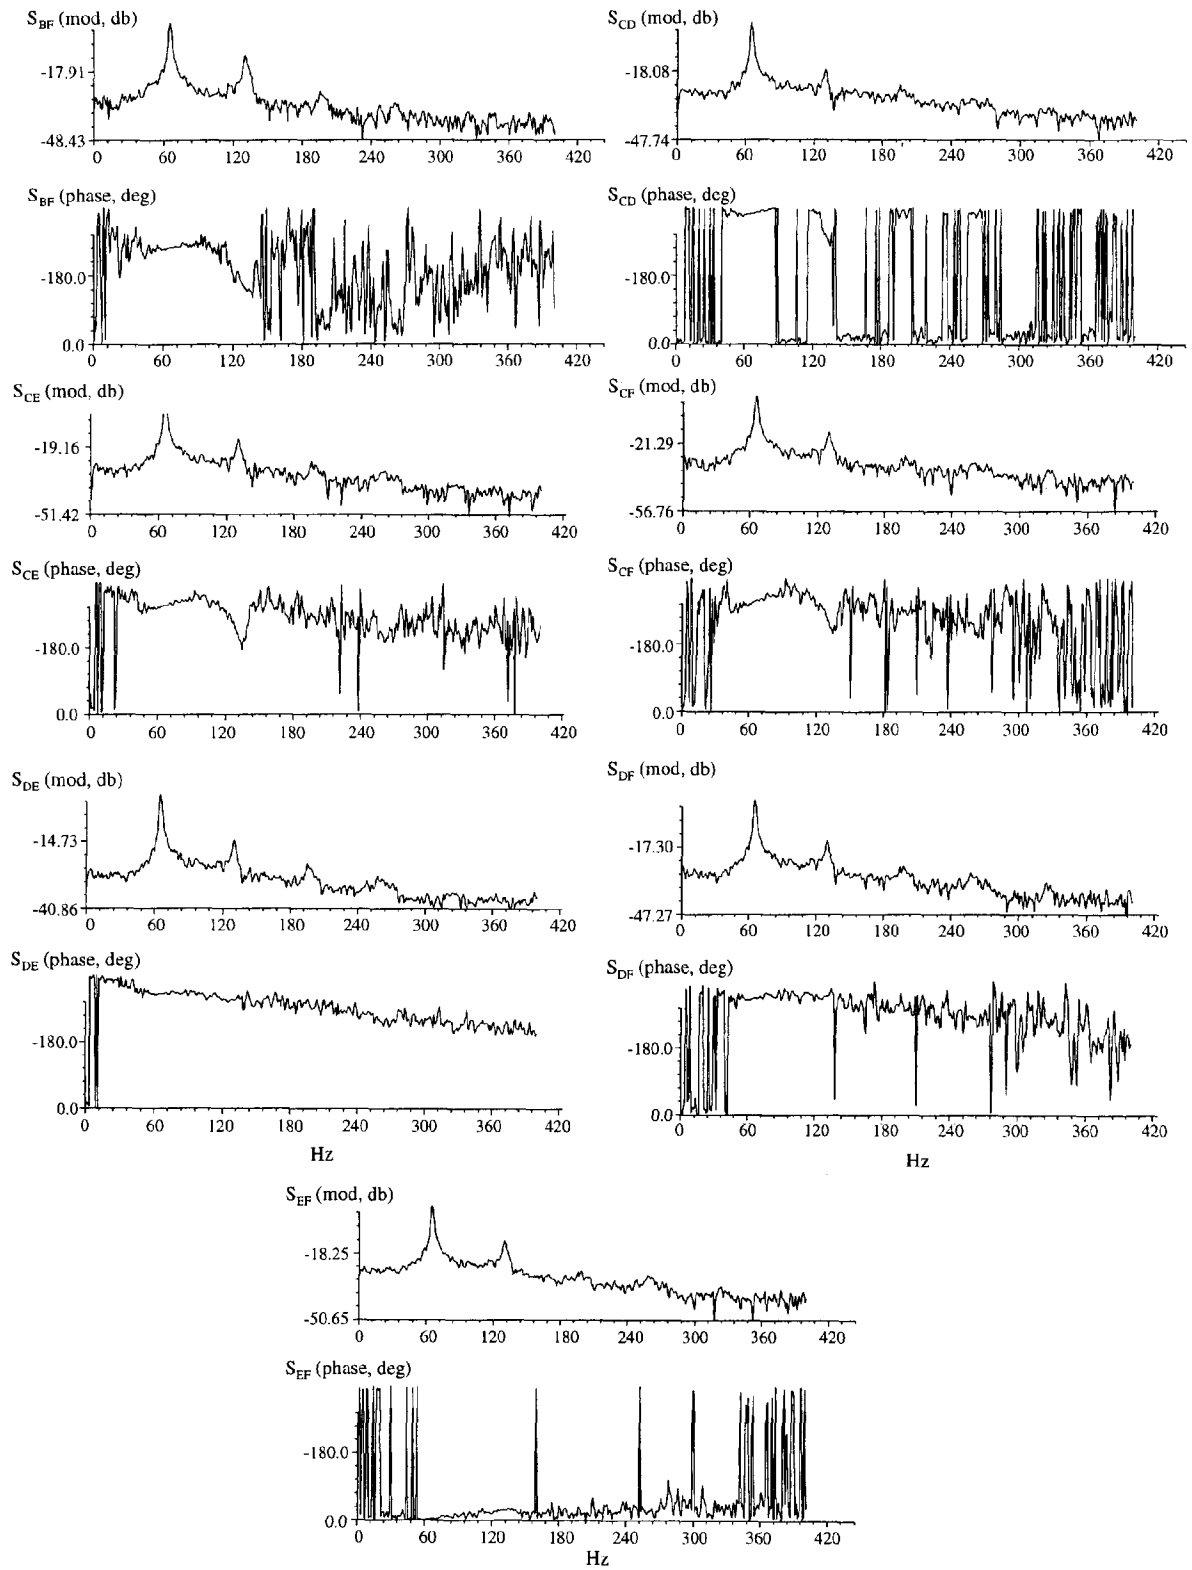 S_BF (mod, db)
-17.91
-48.43
0 60 120 180 240 300 360 420
S_CD (mod, db)
-18.08
-47.74
0 60 120 180 240 300 360 420
S_BF (phase, deg)
-180.0
0.0
0 60 120 180 240 300 360 420
S_CD (phase, deg)
-180.0
0.0
0 60 120 180 240 300 360 420
S_CE (mod, db)
-19.16
-51.42
0 60 120 180 240 300 360 420
S_CF (mod, db)
-21.29
-56.76
0 60 120 180 240 300 360 420
S_CE (phase, deg)
-180.0
0.0
0 60 120 180 240 300 360 420
S_CF (phase, deg)
-180.0
0.0
0 60 120 180 240 300 360 420
S_DE (mod, db)
-14.73
-40.86
0 60 120 180 240 300 360 420
S_DF (mod, db)
-17.30
-47.27
0 60 120 180 240 300 360 420
S_DE (phase, deg)
-180.0
0.0
0 60 120 180 240 300 360 420
Hz
S_DF (phase, deg)
-180.0
0.0
0 60 120 180 240 300 360 420
Hz
S_EF (mod, db)
-18.25
-50.65
0 60 120 180 240 300 360 420
S_EF (phase, deg)
-180.0
0.0
0 60 120 180 240 300 360 420
Hz